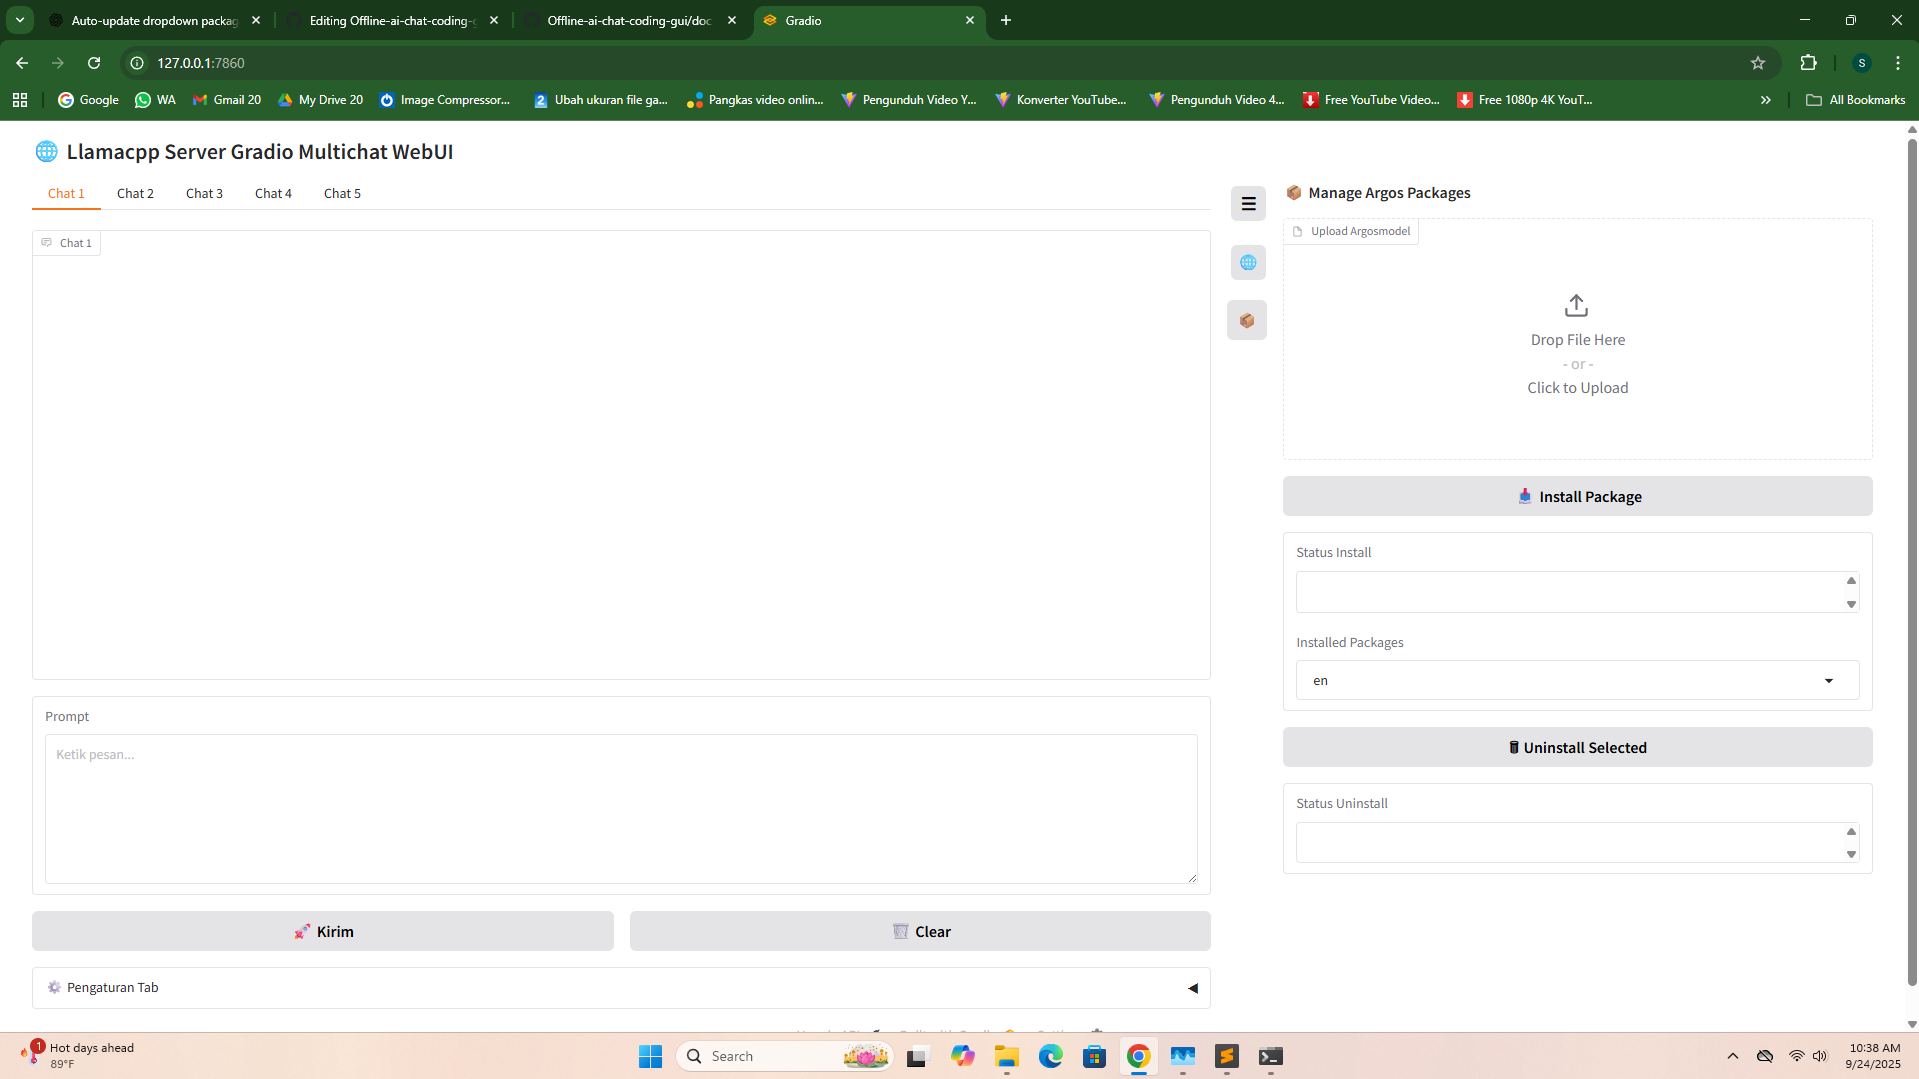 Auto-update dropdown packag
Editing Offline-ai-chat-coding-g
Offline-ai-chat-coding-gui/doc
Gradio
127.0.0.1:7860
S
Google
WA
Gmail 20
My Drive 20
Image Compressor...
Ubah ukuran file ga...
Pangkas video onlin...
Pengunduh Video Y...
Konverter YouTube...
Pengunduh Video 4...
Free YouTube Video...
Free 1080p 4K YouT...
All Bookmarks
Llamacpp Server Gradio Multichat WebUI
Chat 1
Chat 2
Chat 3
Chat 4
Chat 5
Chat 1
Prompt
Ketik pesan...
Kirim
Clear
Pengaturan Tab
Manage Argos Packages
Upload Argosmodel
Drop File Here
- or -
Click to Upload
Install Package
Status Install
Installed Packages
en
Uninstall Selected
Status Uninstall
1
Hot days ahead
89°F
Search
10:38 AM
9/24/2025